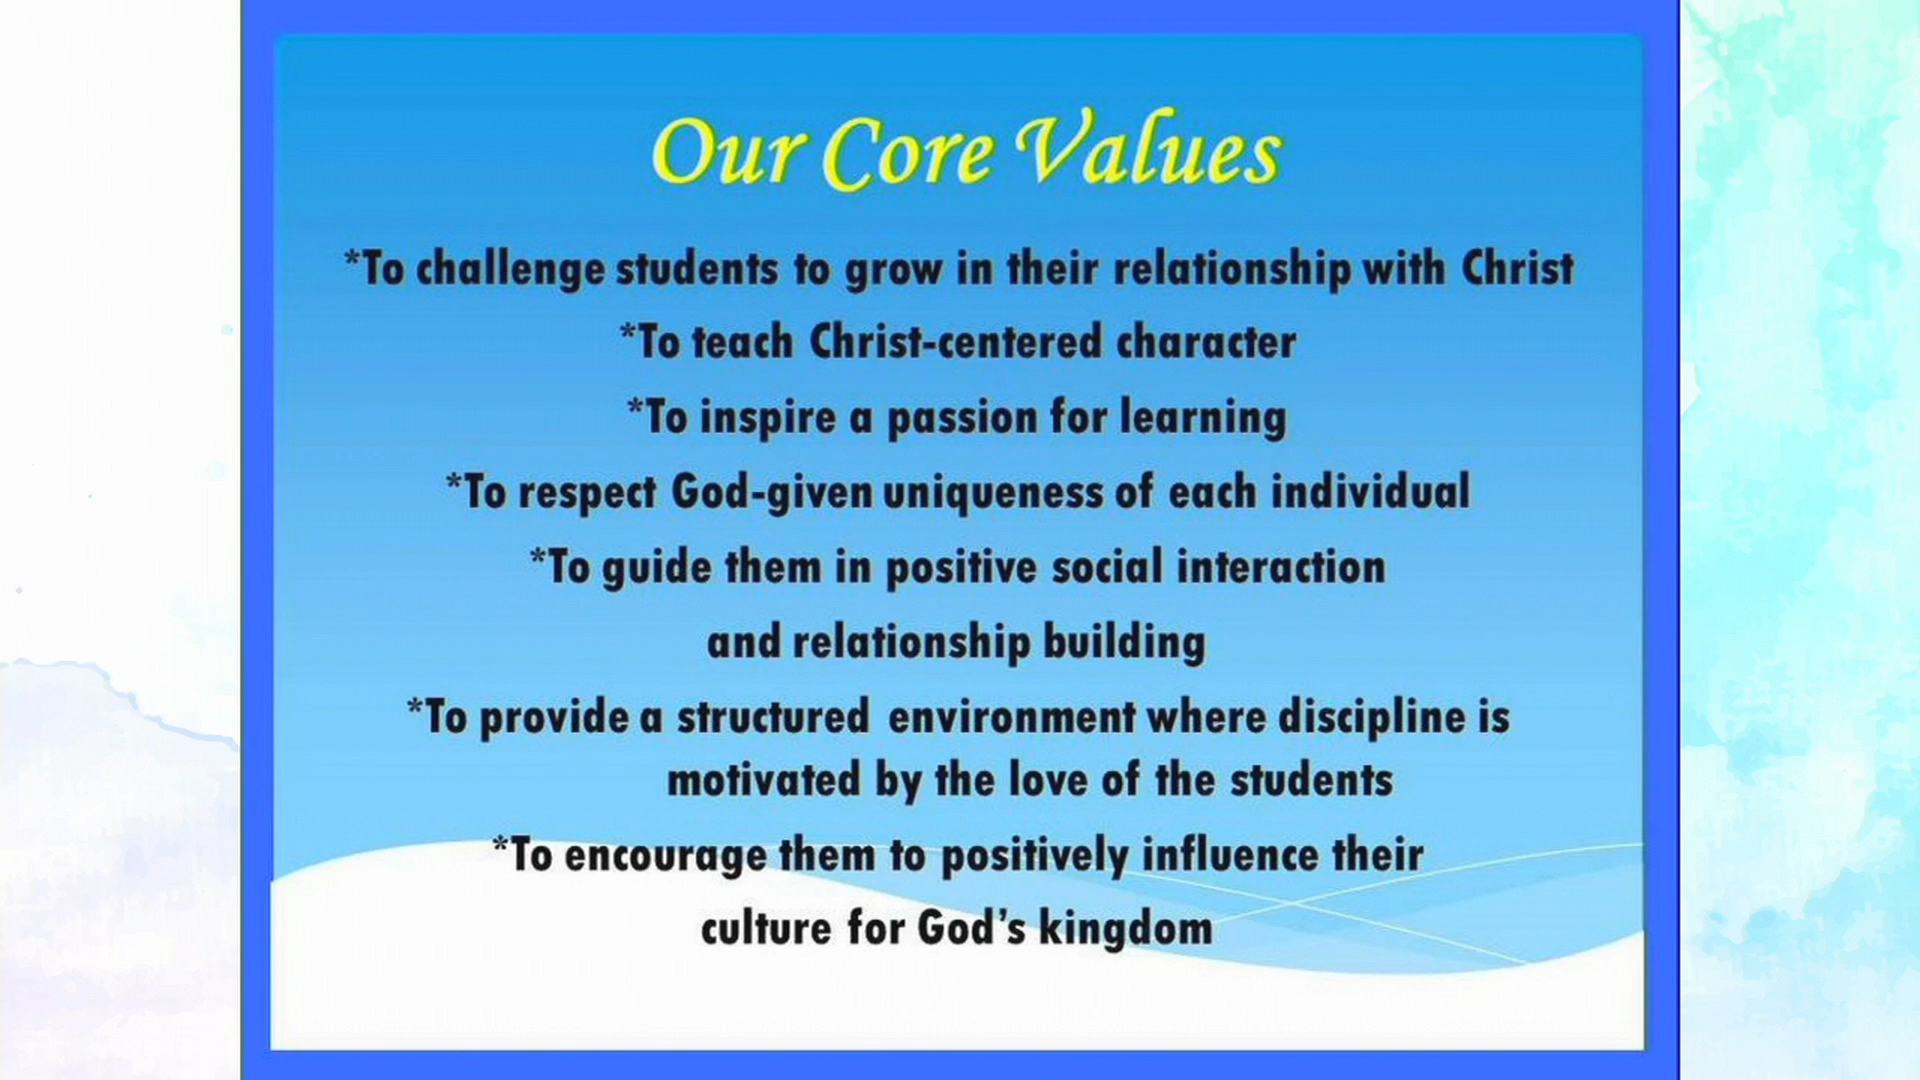 Our Core Values
*To challenge students to grow in their relationship with Christ
*To teach Christ-centered character
*To inspire a passion for learning
*To respect God-given uniqueness of each individual
*To guide them in positive social interaction
and relationship building
*To provide a structured environment where discipline is
motivated by the love of the students
*To encourage them to positively influence their
culture for God’s kingdom